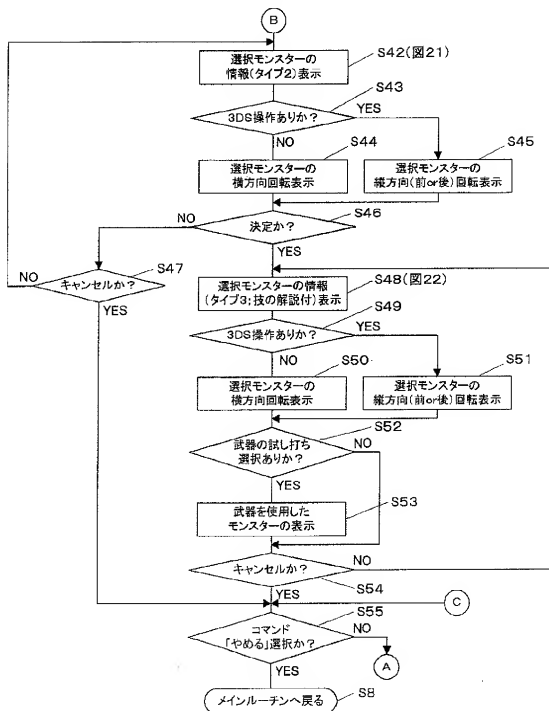 B
選択モンスターの
情報(タイプ2)表示
S42(図21)
S43
3DS操作ありか?
YES
NO
S44
選択モンスターの
横方向回転表示
S45
選択モンスターの
縦方向(前or後)回転表示
S46
NO
決定か?
YES
S47
NO
キャンセルか?
YES
選択モンスターの情報
(タイプ3;技の解説付)表示
S48(図22)
S49
3DS操作ありか?
YES
NO
S50
選択モンスターの
横方向回転表示
S51
選択モンスターの
縦方向(前or後)回転表示
S52
武器の試し打ち
選択ありか?
NO
YES
S53
武器を使用した
モンスターの表示
キャンセルか?
NO
S54
YES
C
S55
コマンド
「やめる」選択か?
NO
A
YES
S8
メインルーチンへ戻る